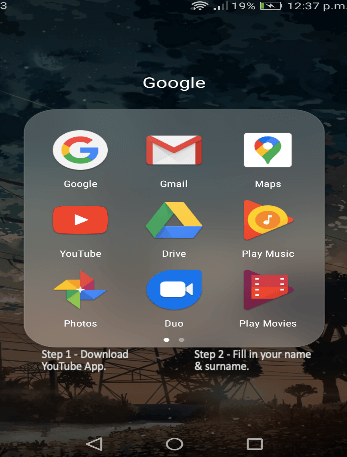 3 19% 12:37 p.m.
Google
Google Gmail Maps
YouTube Drive Play Music
Photos Duo Play Movies
Step 1 - Download Step 2 - Fill in your name
YouTube App. & surname.